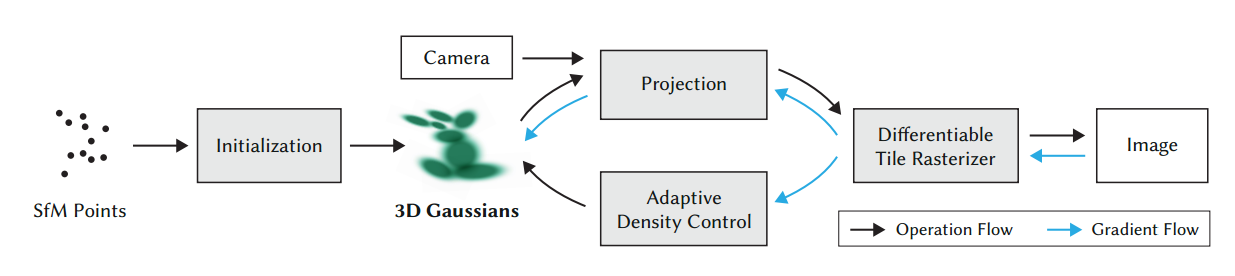 SfM Points
Initialization
Camera
3D Gaussians
Projection
Adaptive
Density Control
Differentiable
Tile Rasterizer
Image
Operation Flow
Gradient Flow